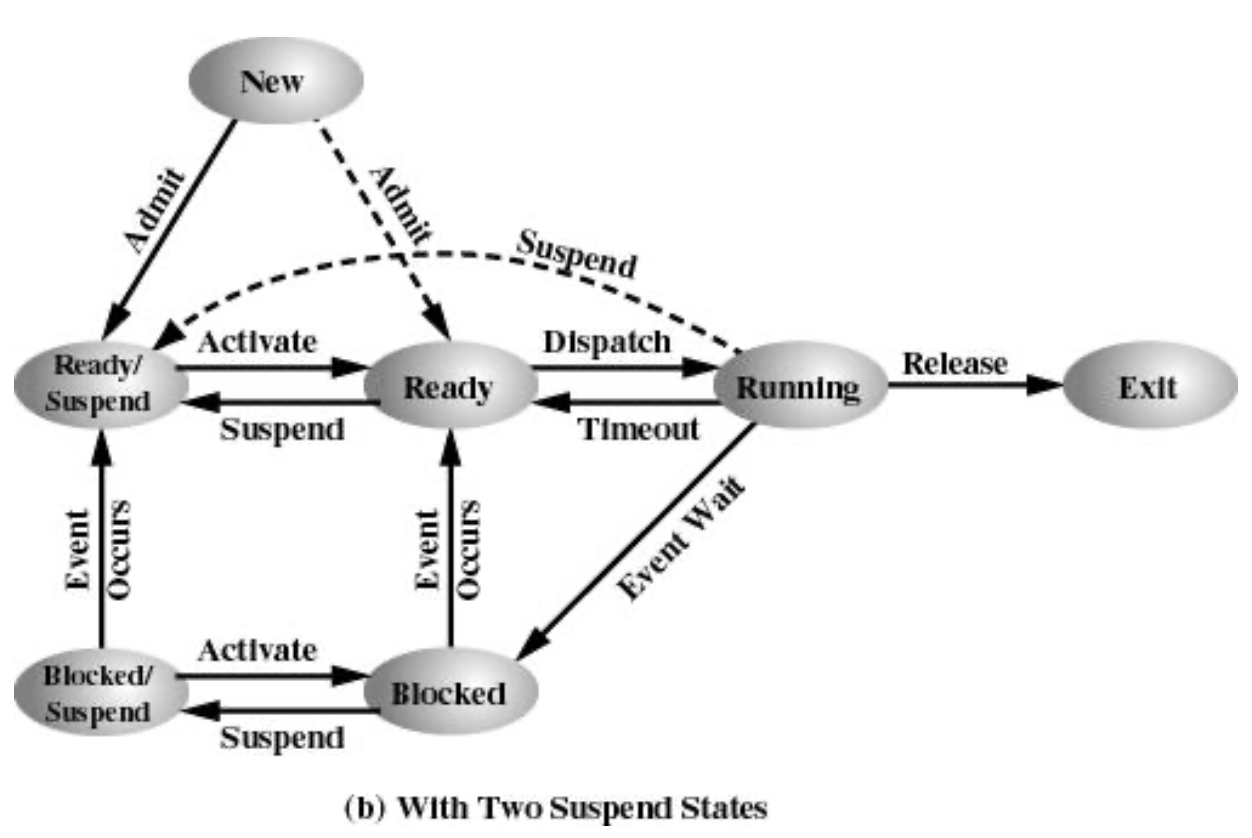 New
Admit
Admit
Suspend
Ready/
Suspend
Activate
Suspend
Ready
Dispatch
Timeout
Running
Release
Exit
Event
Occurs
Event
Occurs
Event Wait
Blocked/
Suspend
Activate
Suspend
Blocked
(b) With Two Suspend States